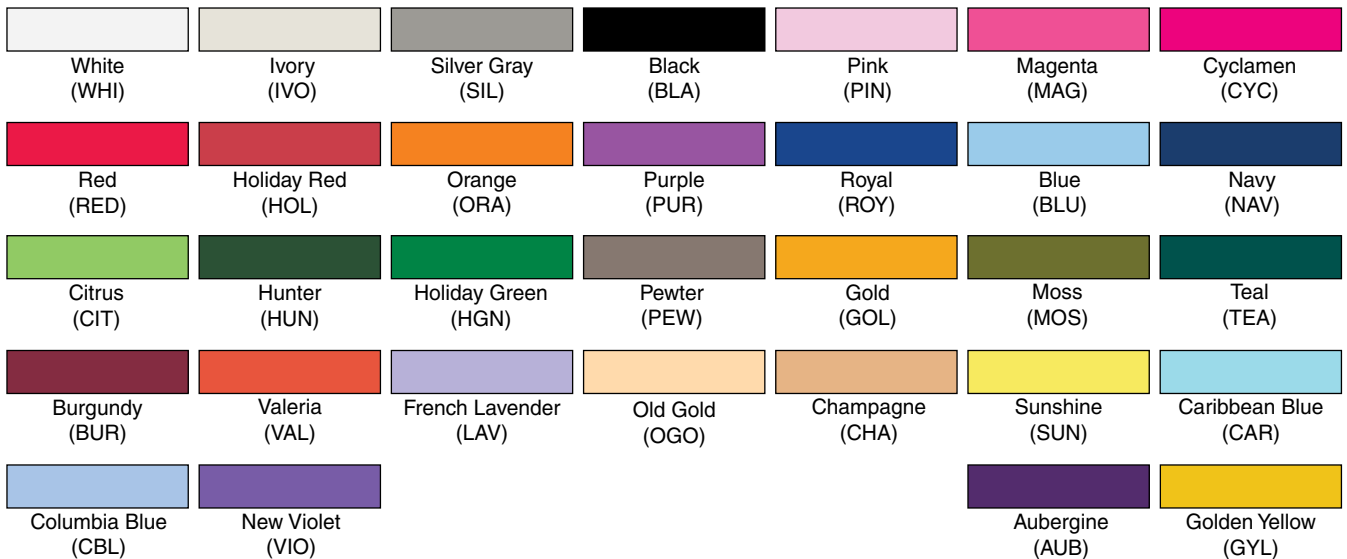 White
(WHI)
Ivory
(IVO)
Silver Gray
(SIL)
Black
(BLA)
Pink
(PIN)
Magenta
(MAG)
Cyclamen
(CYC)
Red
(RED)
Holiday Red
(HOL)
Orange
(ORA)
Purple
(PUR)
Royal
(ROY)
Blue
(BLU)
Navy
(NAV)
Citrus
(CIT)
Hunter
(HUN)
Holiday Green
(HGN)
Pewter
(PEW)
Gold
(GOL)
Moss
(MOS)
Teal
(TEA)
Burgundy
(BUR)
Valeria
(VAL)
French Lavender
(LAV)
Old Gold
(OGO)
Champagne
(CHA)
Sunshine
(SUN)
Caribbean Blue
(CAR)
Columbia Blue
(CBL)
New Violet
(VIO)
Aubergine
(AUB)
Golden Yellow
(GYL)